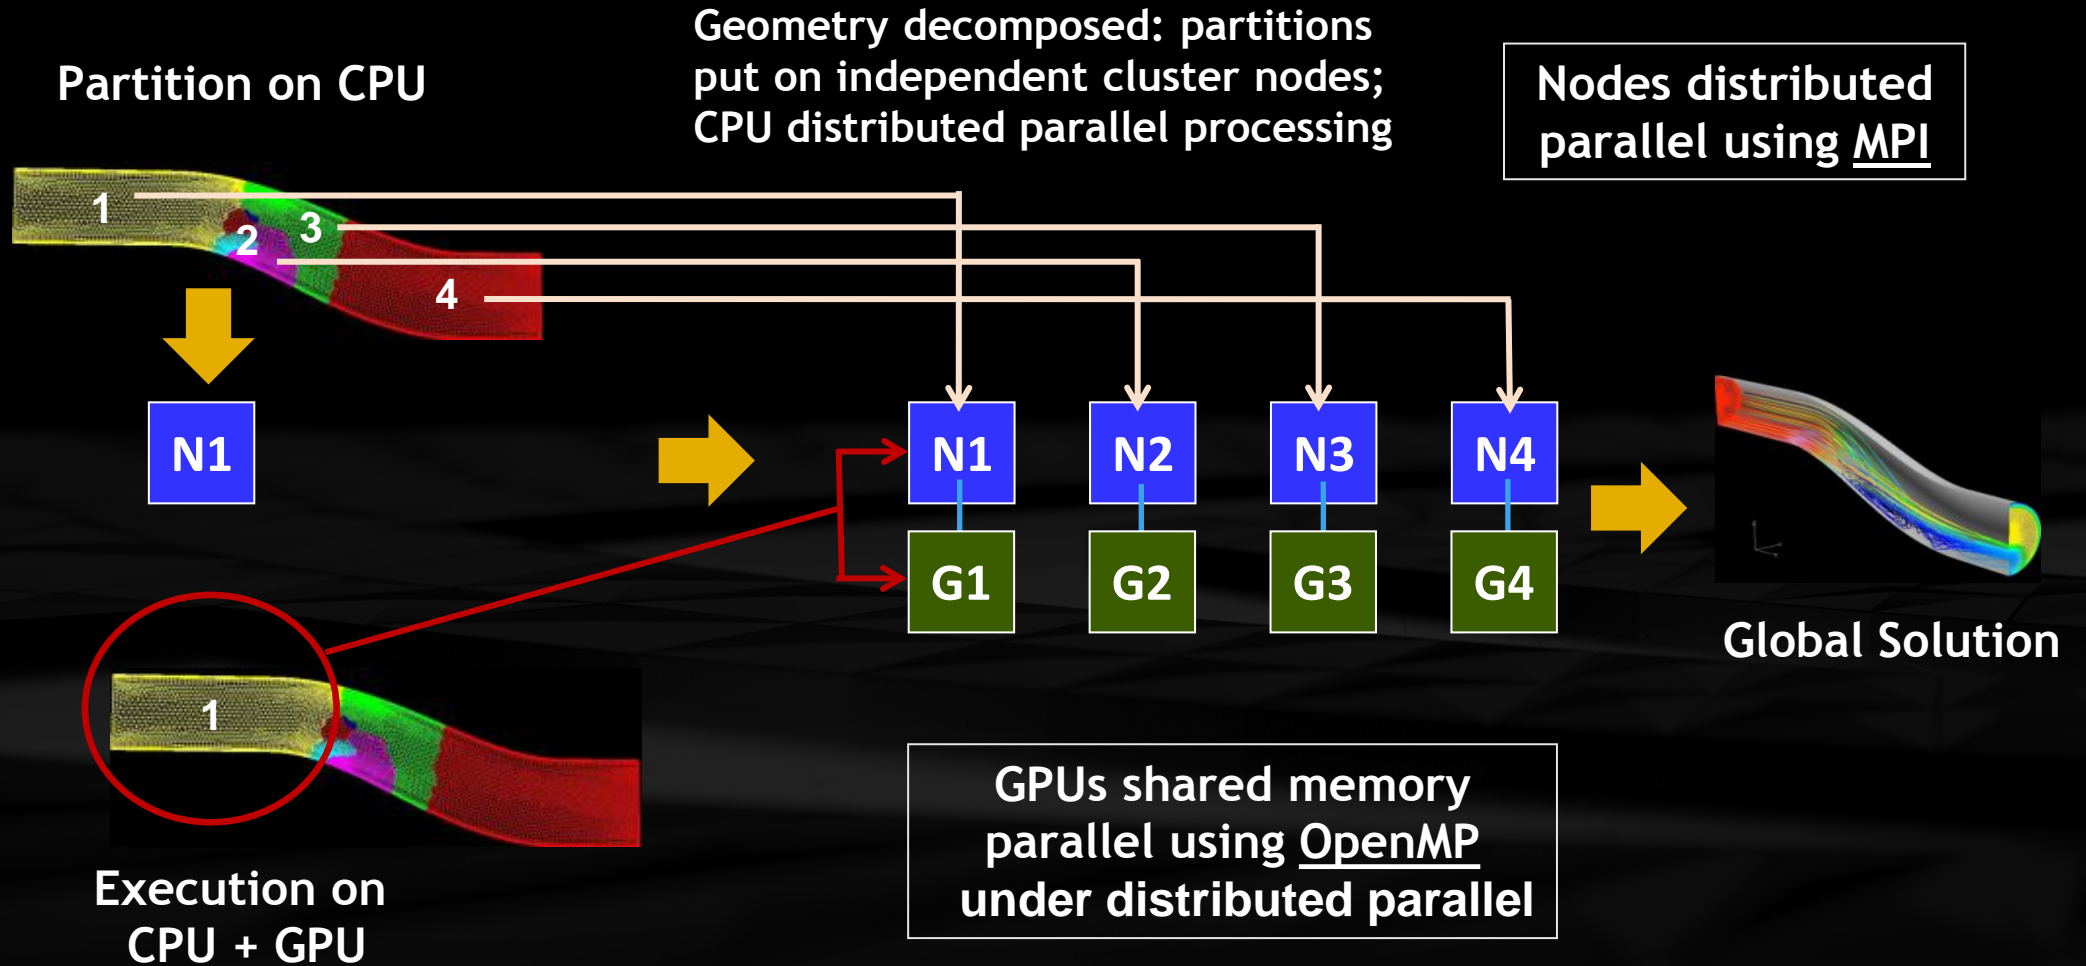 Partition on CPU
Geometry decomposed: partitions
put on independent cluster nodes;
CPU distributed parallel processing
Nodes distributed
parallel using MPI
1
2
3
4
N1
N1
N2
N3
N4
G1
G2
G3
G4
Global Solution
1
Execution on
CPU + GPU
GPUs shared memory
parallel using OpenMP
under distributed parallel